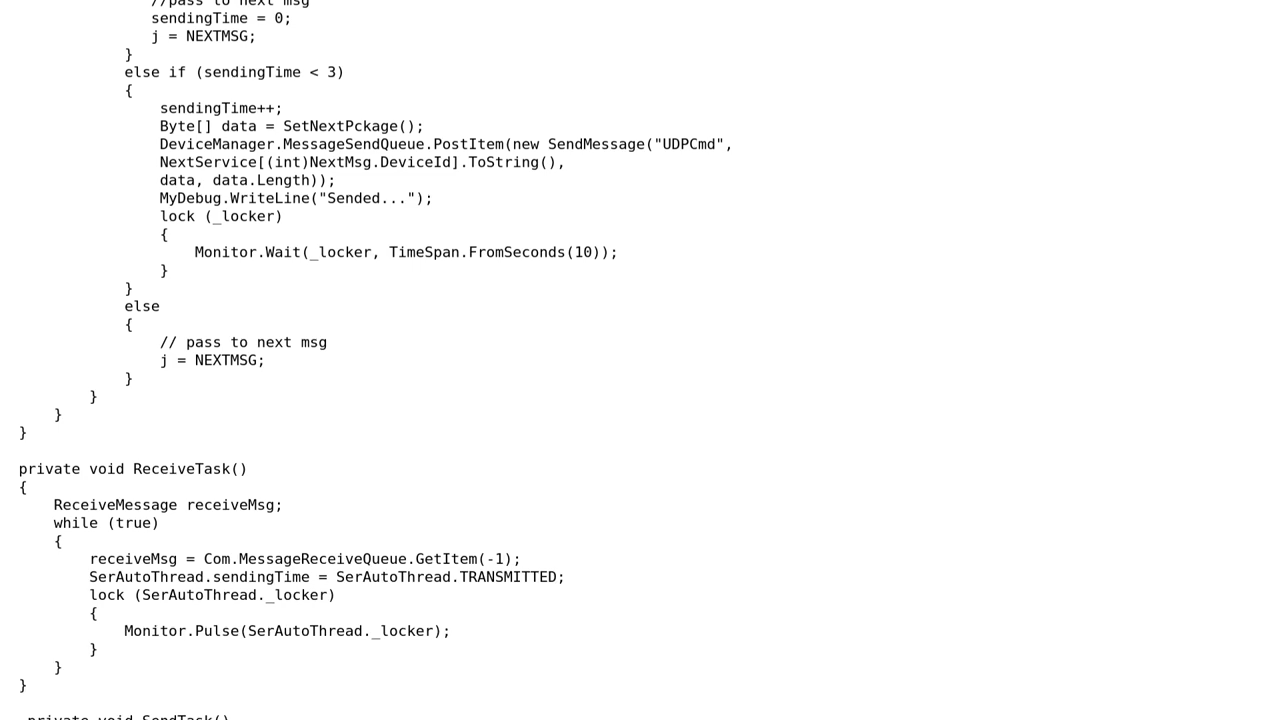 //pass to next msg
sendingTime = 0;
j = NEXTMSG;
}
else if (sendingTime < 3)
{
sendingTime++;
Byte[] data = SetNextPckage();
DeviceManager.MessageSendQueue.PostItem(new SendMessage("UDPCmd",
NextService[(int)NextMsg.DeviceId].ToString(),
data, data.Length));
MyDebug.WriteLine("Sended...");
lock (_locker)
{
Monitor.Wait(_locker, TimeSpan.FromSeconds(10));
}
}
else
{
// pass to next msg
j = NEXTMSG;
}
}
}
}
private void ReceiveTask()
{
ReceiveMessage receiveMsg;
while (true)
{
receiveMsg = Com.MessageReceiveQueue.GetItem(-1);
SerAutoThread.sendingTime = SerAutoThread.TRANSMITTED;
lock (SerAutoThread._locker)
{
Monitor.Pulse(SerAutoThread._locker);
}
}
}
private void SendTask()